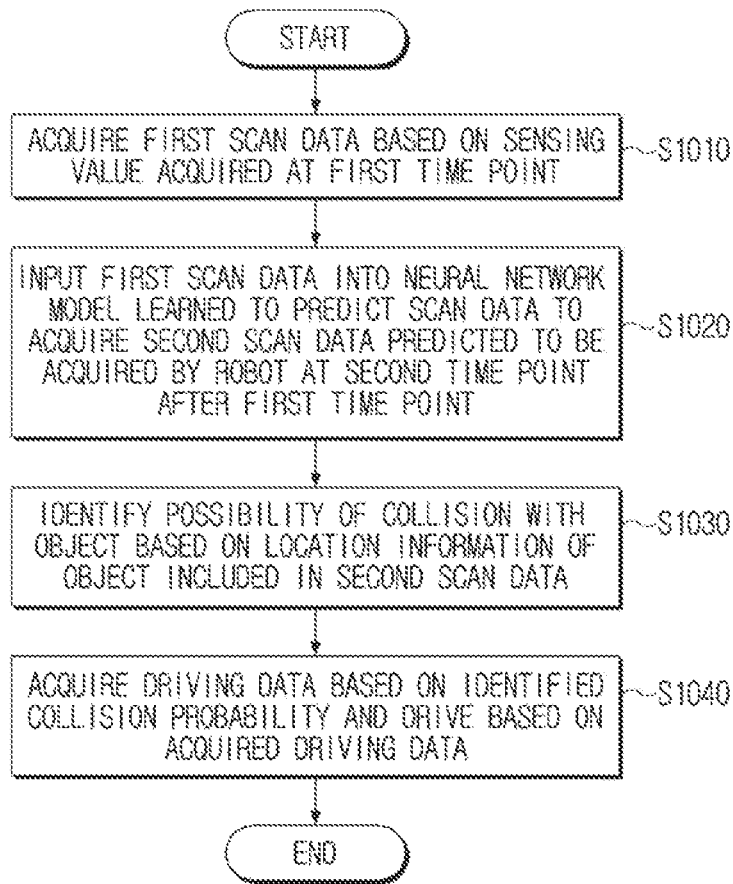 START
ACQUIRE FIRST SCAN DATA BASED ON SENSING
VALUE ACQUIRED AT FIRST TIME POINT
S1010
INPUT FIRST SCAN DATA INTO NEURAL NETWORK
MODEL LEARNED TO PREDICT SCAN DATA TO
ACQUIRE SECOND SCAN DATA PREDICTED TO BE
ACQUIRED BY ROBOT AT SECOND TIME POINT
AFTER FIRST TIME POINT
S1020
IDENTIFY POSSIBILITY OF COLLISION WITH
OBJECT BASED ON LOCATION INFORMATION OF
OBJECT INCLUDED IN SECOND SCAN DATA
S1030
ACQUIRE DRIVING DATA BASED ON IDENTIFIED
COLLISION PROBABILITY AND DRIVE BASED ON
ACQUIRED DRIVING DATA
S1040
END